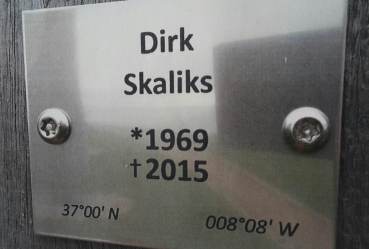 Dirk
Skaliks
*1969
†2015
37°00' N
008°08' W